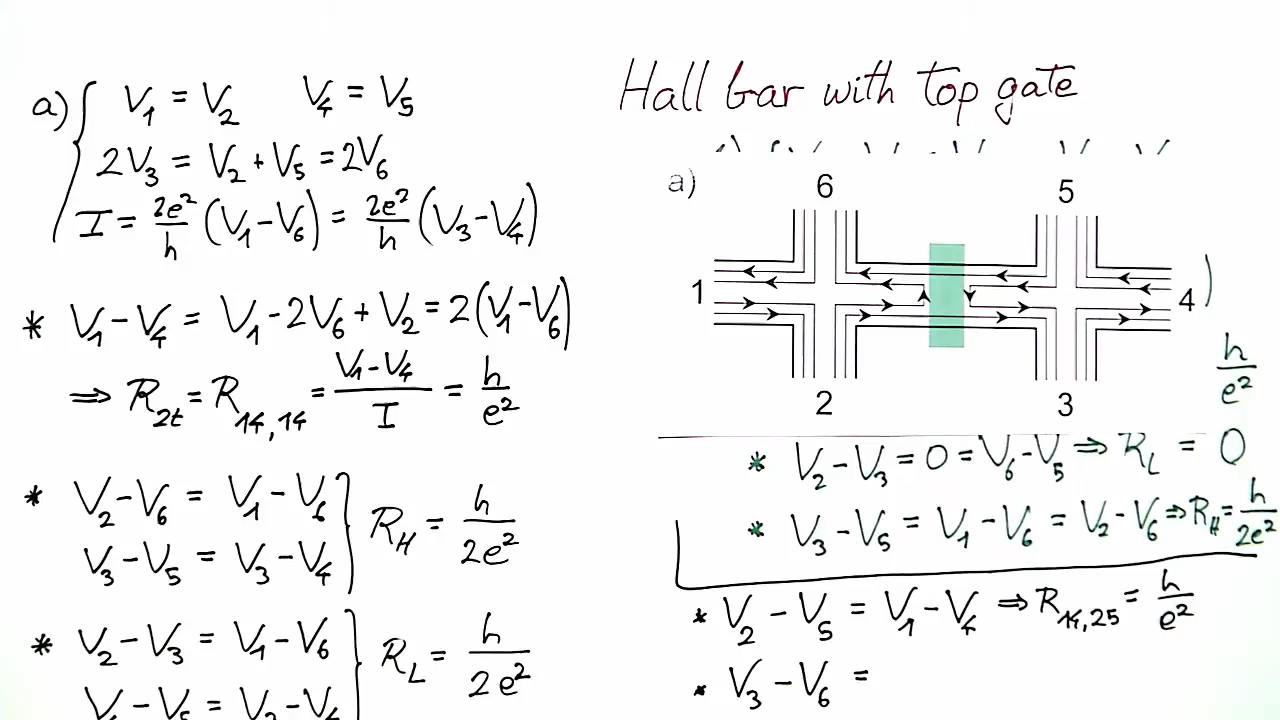 Hall bar with top gate
a) V₁ = V₂ V₄ = V₅
2V₃ = V₂ + V₅ = 2V₆
I = 2e²/h (V₁ − V₆) = 2e²/h (V₃ − V₄)
* V₁ − V₄ = V₁ − 2V₆ + V₂ = 2(V₁ − V₆)
⇒ R₂ₜ = R₁₄,₁₄ = (V₁ − V₄)/I = h/e²
* V₂ − V₆ = V₁ − V₆
V₃ − V₅ = V₃ − V₄ } R_H = h/2e²
* V₂ − V₃ = V₁ − V₆ } R_L = h/2e²
a)
6 5
1 4
2 3
h/e²
* V₂ − V₃ = 0 = V₆ − V₅ ⇒ R_L = 0
* V₃ − V₅ = V₁ − V₆ = V₂ − V₆ ⇒ R_H = h/2e²
* V₂ − V₅ = V₁ − V₄ ⇒ R₁₄,₂₅ = h/e²
* V₃ − V₆ =